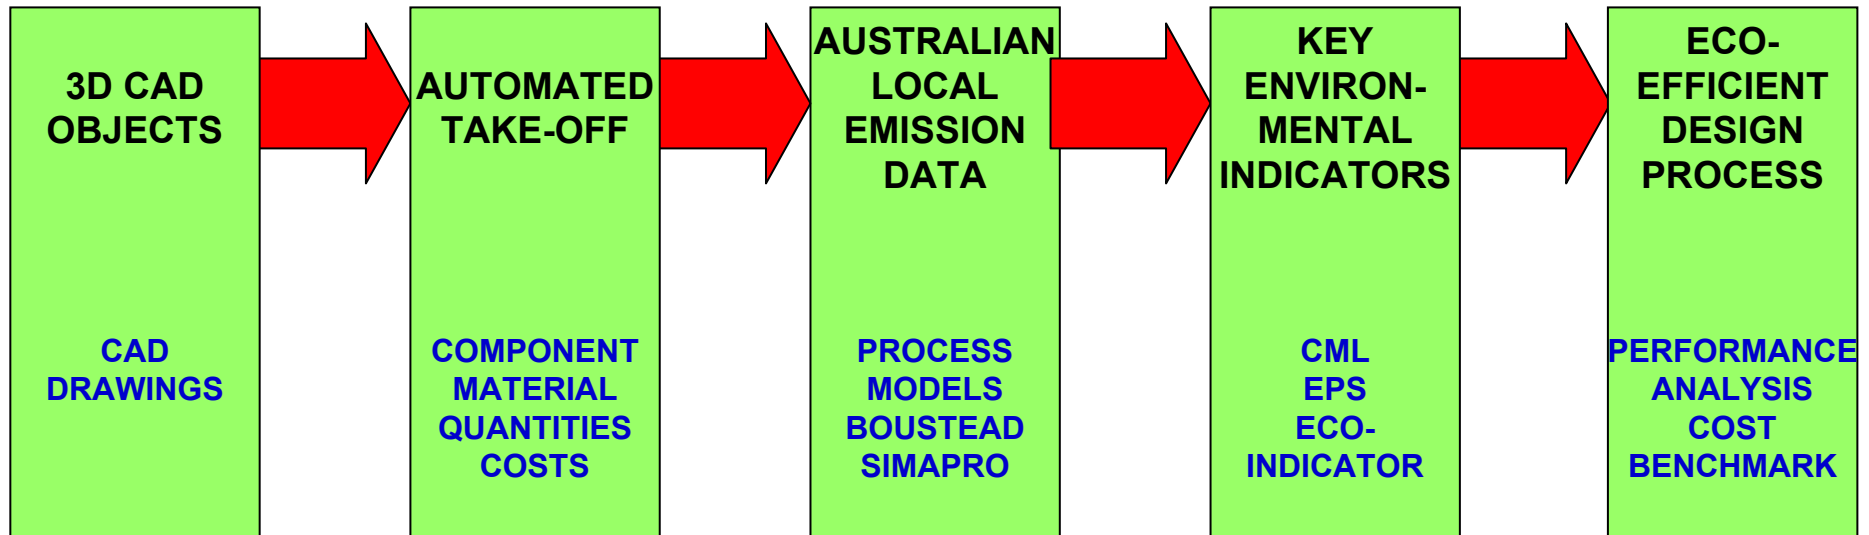 3D CAD
OBJECTS
CAD
DRAWINGS
AUTOMATED
TAKE-OFF
COMPONENT
MATERIAL
QUANTITIES
COSTS
AUSTRALIAN
LOCAL
EMISSION
DATA
PROCESS
MODELS
BOUSTEAD
SIMAPRO
KEY
ENVIRON-
MENTAL
INDICATORS
CML
EPS
ECO-
INDICATOR
ECO-
EFFICIENT
DESIGN
PROCESS
PERFORMANCE
ANALYSIS
COST
BENCHMARK